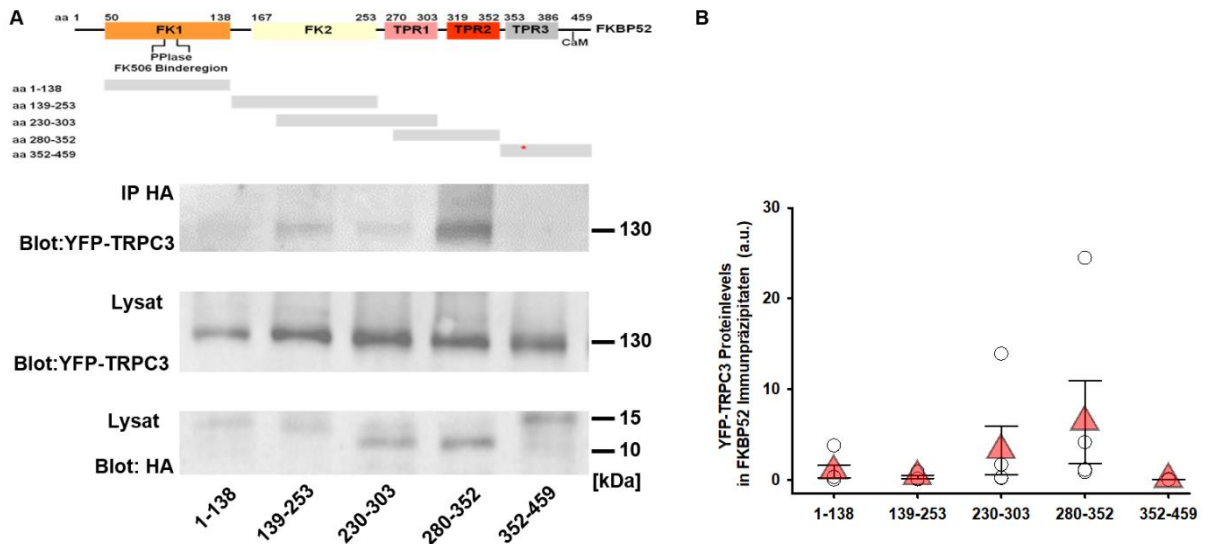 A
aa 1 50 138 167 253 270 303 319 352 353 386 459
FK1 FK2 TPR1 TPR2 TPR3 FKBP52
CaM
PPIase
FK506 Binderegion
aa 1-138
aa 139-253
aa 230-303
aa 280-352
aa 352-459
IP HA
Blot:YFP-TRPC3
130
Lysat
Blot:YFP-TRPC3
130
Lysat
Blot: HA
15
10
[kDa]
1-138 139-253 230-303 280-352 352-459
B
YFP-TRPC3 Proteinlevels
in FKBP52 Immunpräzipitaten (a.u.)
30
20
10
0
1-138 139-253 230-303 280-352 352-459